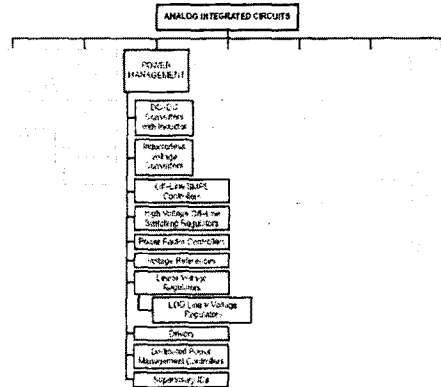 ANALOG INTEGRATED CIRCUITS
POWER
MANAGEMENT
DC-DC
Converters
with Inductor
Inductorless
Voltage
Converters
Off-Line SMPS
Controllers
High Voltage Off-Line
Switching Regulators
Power Factor Controllers
Voltage References
Linear Voltage
Regulators
LDO Linear Voltage
Regulators
Drivers
Dedicated Power
Management Controllers
Supervisory ICs